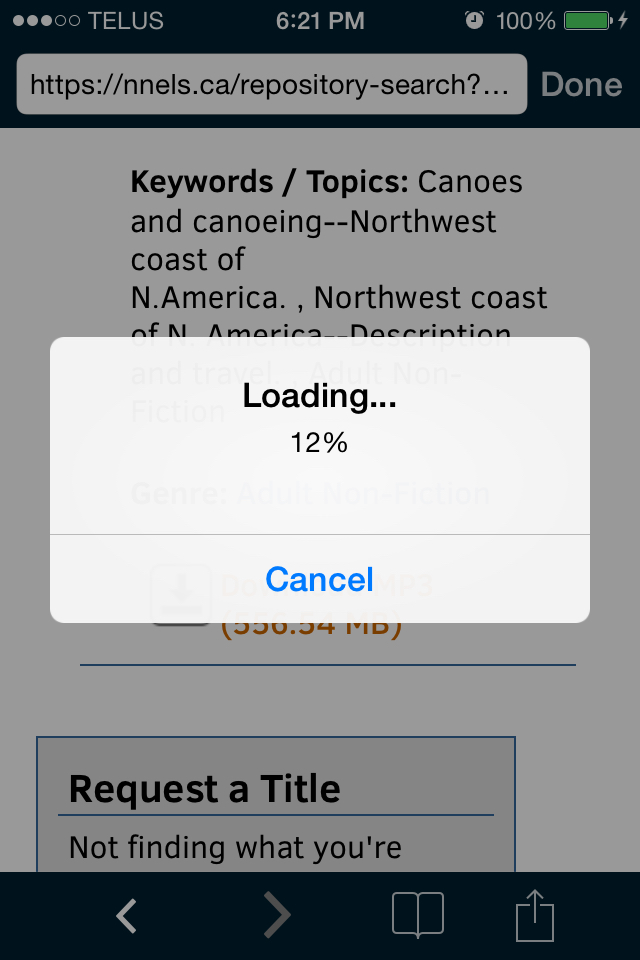 TELUS 6:21 PM 100%
https://nnels.ca/repository-search?... Done
Keywords / Topics: Canoes
and canoeing--Northwest
coast of
N.America. , Northwest coast
of N. America--Description
and travel. , Adult Non-
Fiction
Loading...
12%
Genre: Adult Non-Fiction
Cancel
Download MP3
(556.54 MB)
Request a Title
Not finding what you're